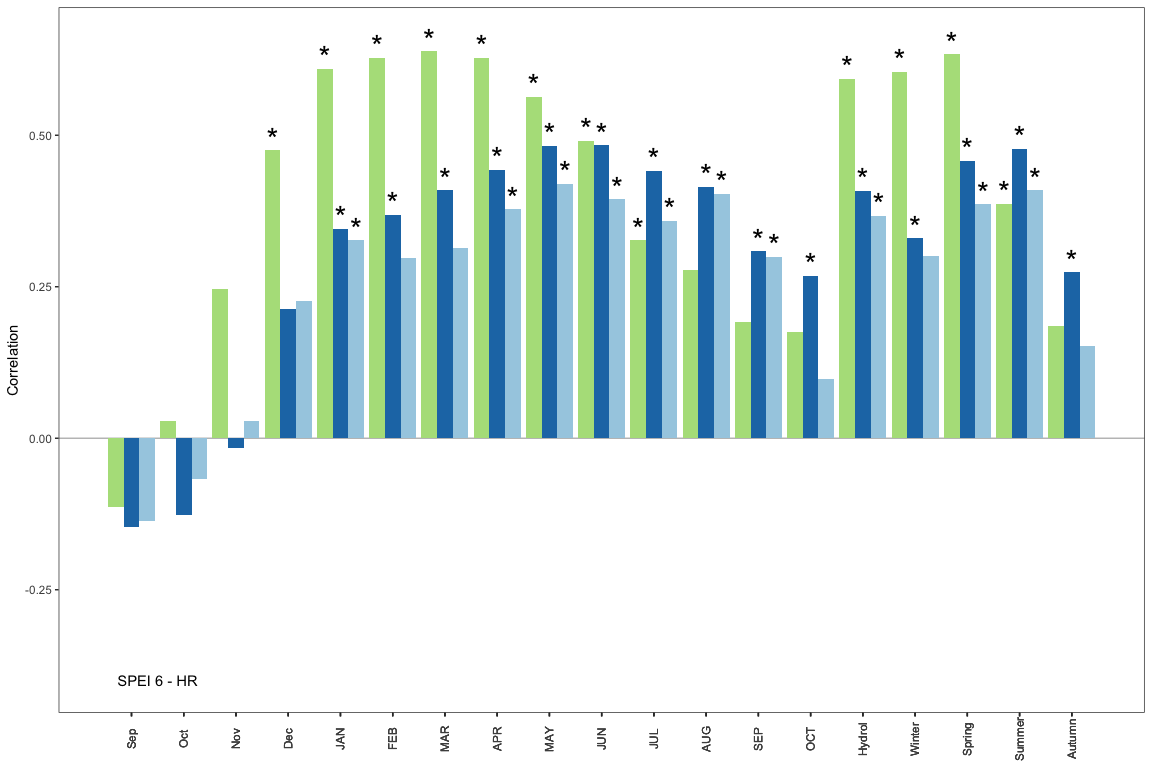 Correlation
0.50
0.25
0.00
-0.25
* * * * * * * * * * * * * * * * * * * * * * * * * * * * * * * * * * * * * *
SPEI 6 - HR
Sep Oct Nov Dec JAN FEB MAR APR MAY JUN JUL AUG SEP OCT Hydrol Winter Spring Summer Autumn